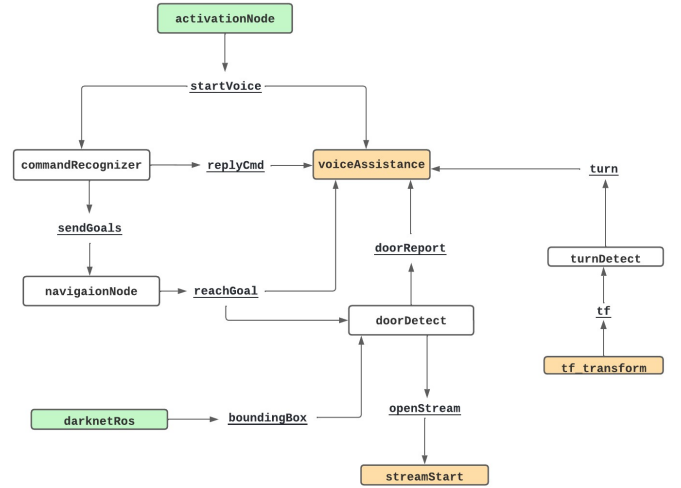 activationNode
startVoice
commandRecognizer
replyCmd
voiceAssistance
turn
sendGoals
doorReport
turnDetect
navigaionNode
reachGoal
doorDetect
tf
tf_transform
darknetRos
boundingBox
openStream
streamStart